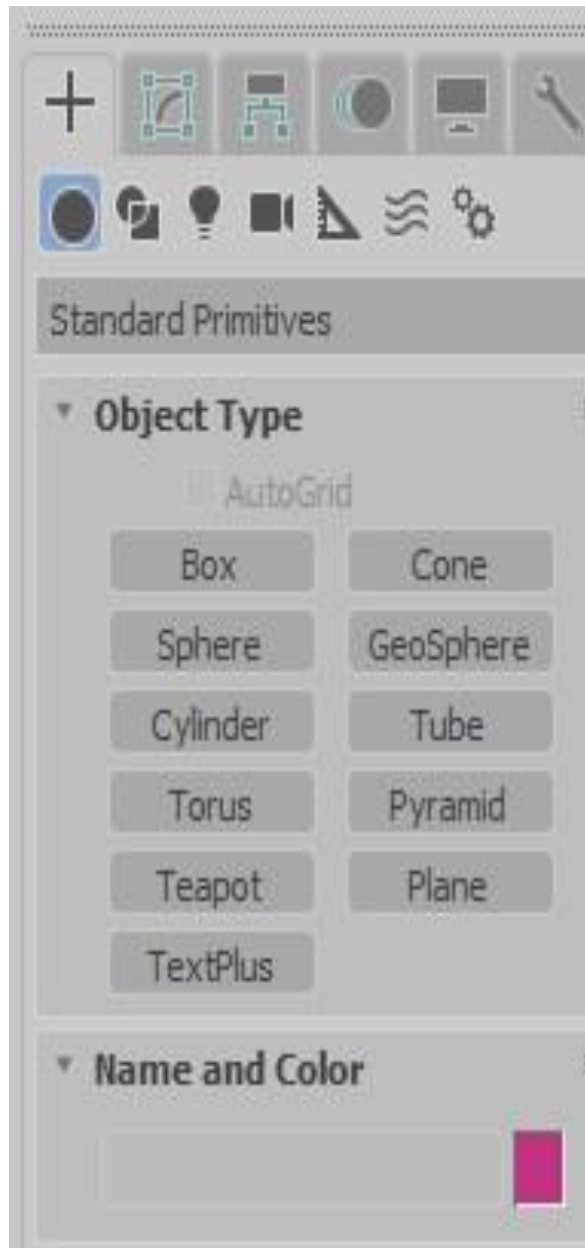 Standard Primitives
Object Type
AutoGrid
Box Cone
Sphere GeoSphere
Cylinder Tube
Torus Pyramid
Teapot Plane
TextPlus
Name and Color